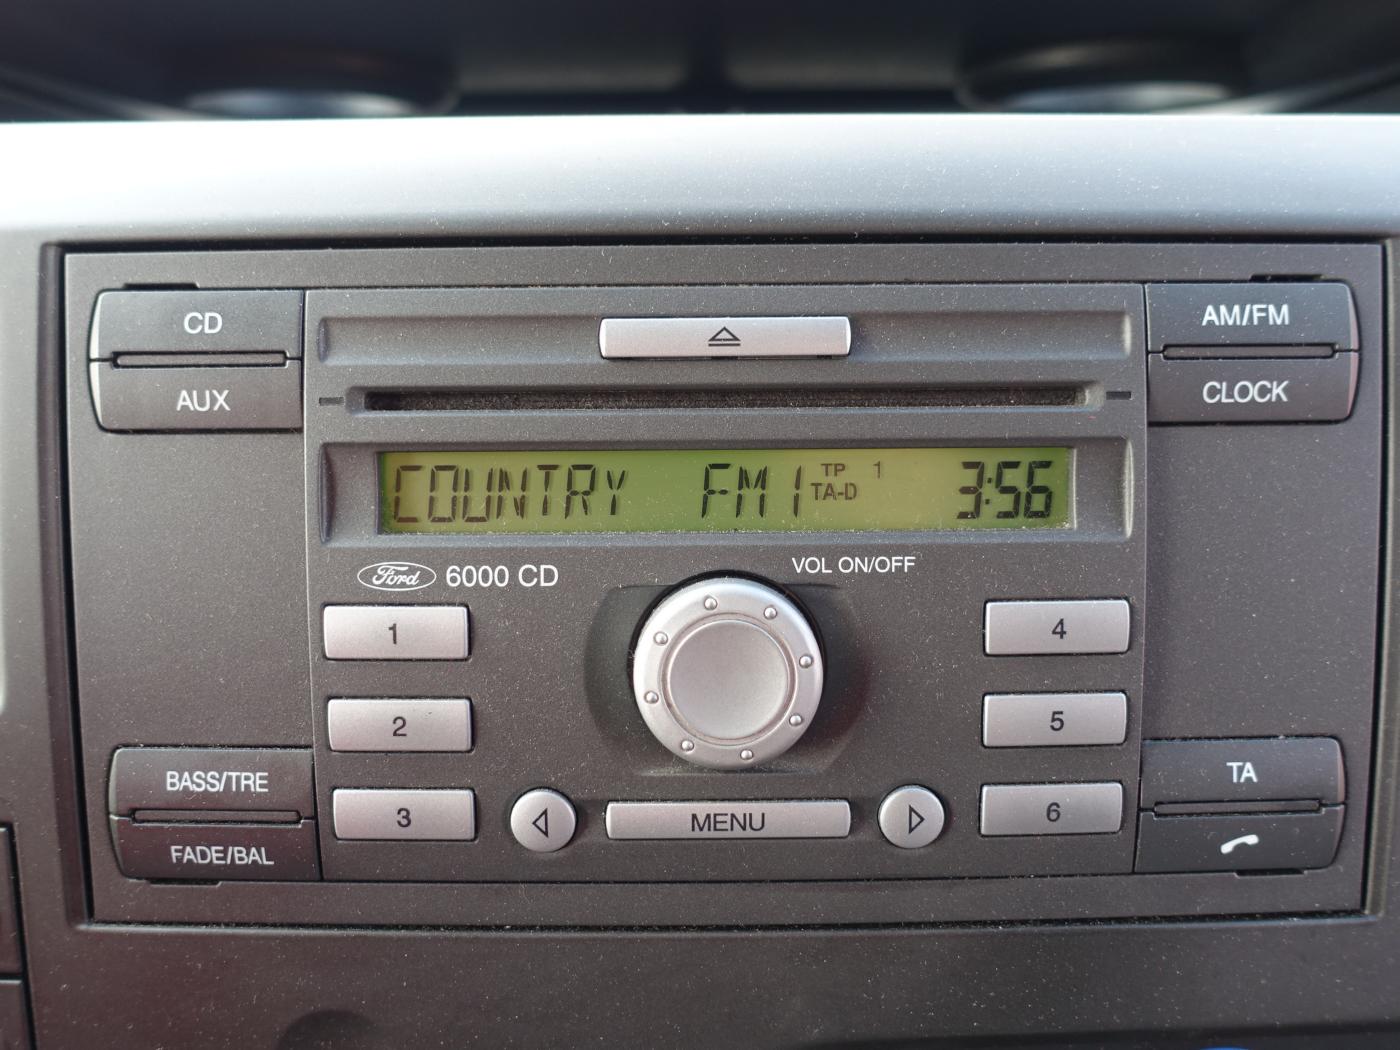 CD
AUX
AM/FM
CLOCK
COUNTRY FM1 TP 1 TA-D 3:56
Ford 6000 CD
VOL ON/OFF
1
4
2
5
3
6
MENU
BASS/TRE
FADE/BAL
TA